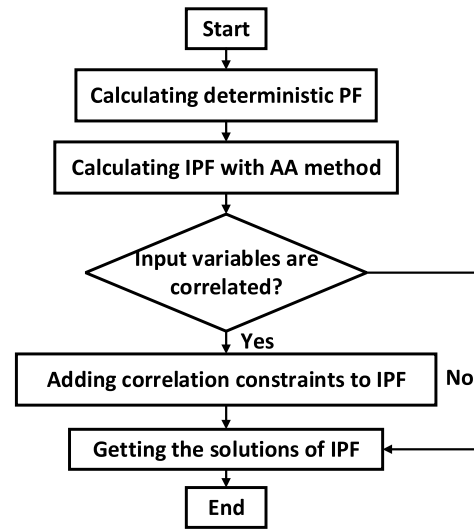 Start
Calculating deterministic PF
Calculating IPF with AA method
Input variables are
correlated?
Yes
Adding correlation constraints to IPF
No
Getting the solutions of IPF
End